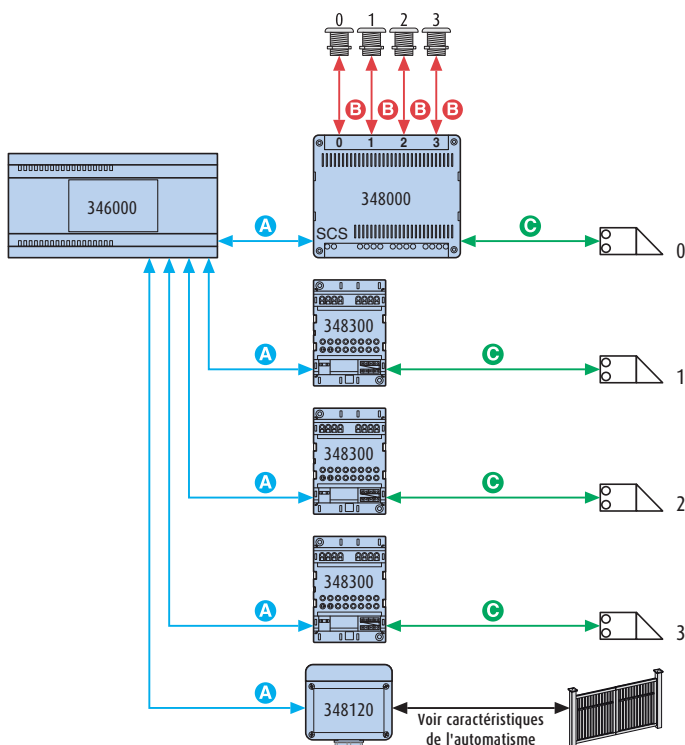 0 1 2 3
B B B B
0 1 2 3
346000
348000
A
SCS
C
0
348300
A
C
1
348300
A
C
2
348300
A
C
3
A
348120
Voir caractéristiques
de l'automatisme